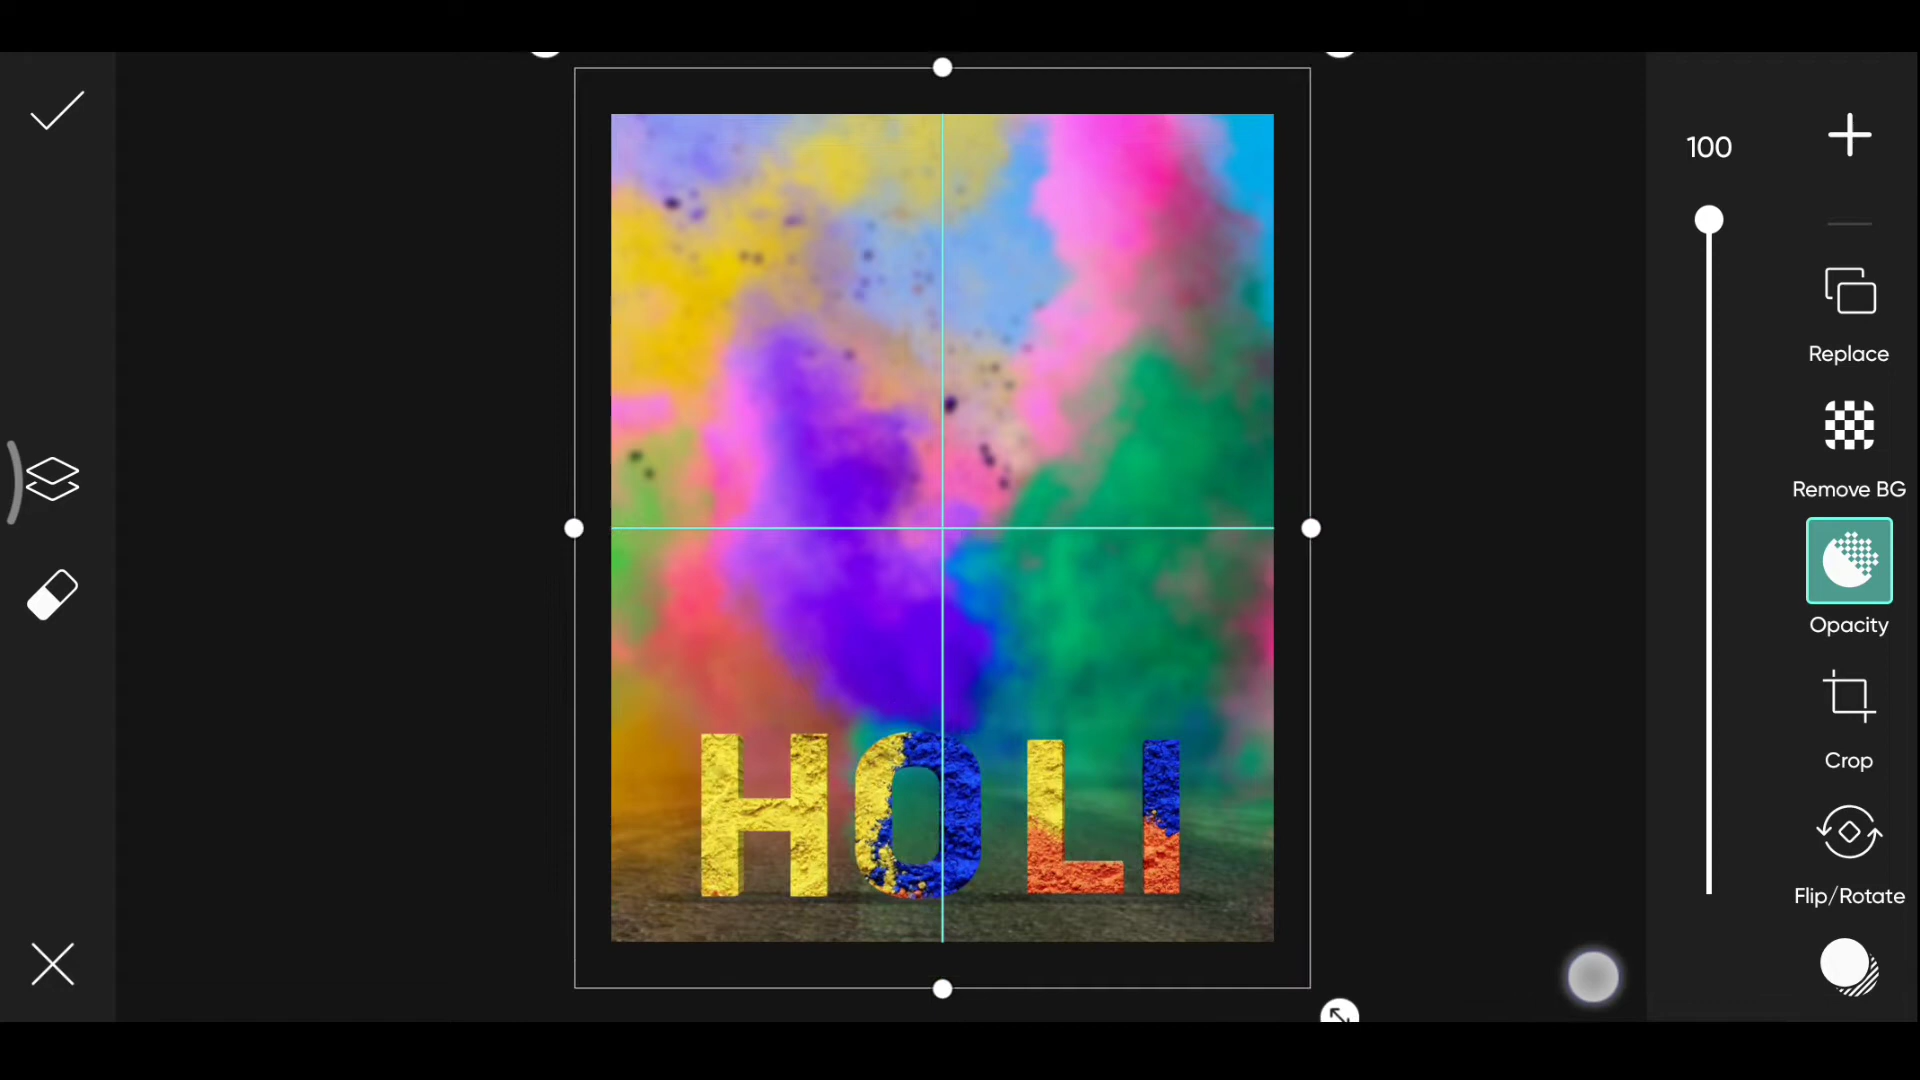 100
Replace
Remove BG
Opacity
Crop
Flip/Rotate
HOLI